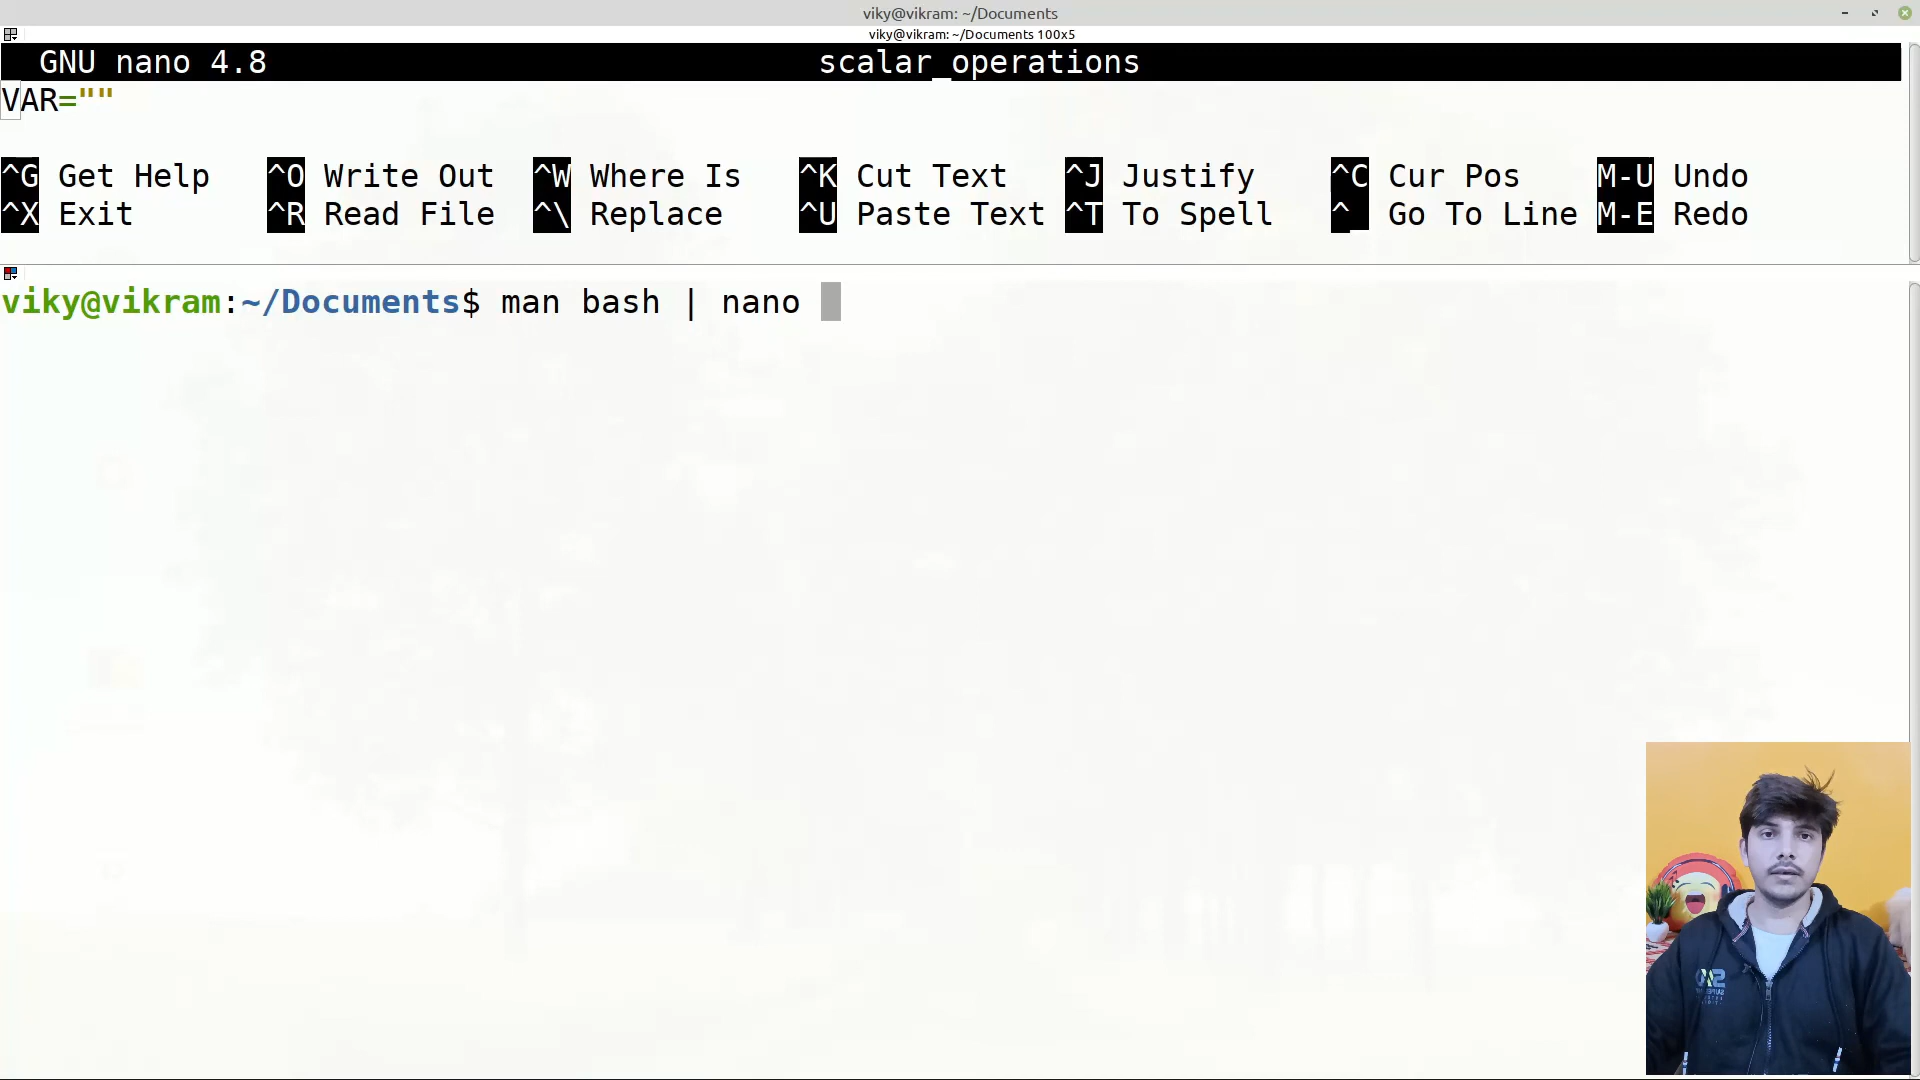 viky@vikram: ~/Documents
viky@vikram: ~/Documents 100x5
GNU nano 4.8 scalar_operations
VAR=""
^G Get Help ^O Write Out ^W Where Is ^K Cut Text ^J Justify ^C Cur Pos M-U Undo
^X Exit ^R Read File ^\ Replace ^U Paste Text ^T To Spell ^_ Go To Line M-E Redo
viky@vikram:~/Documents$ man bash | nano